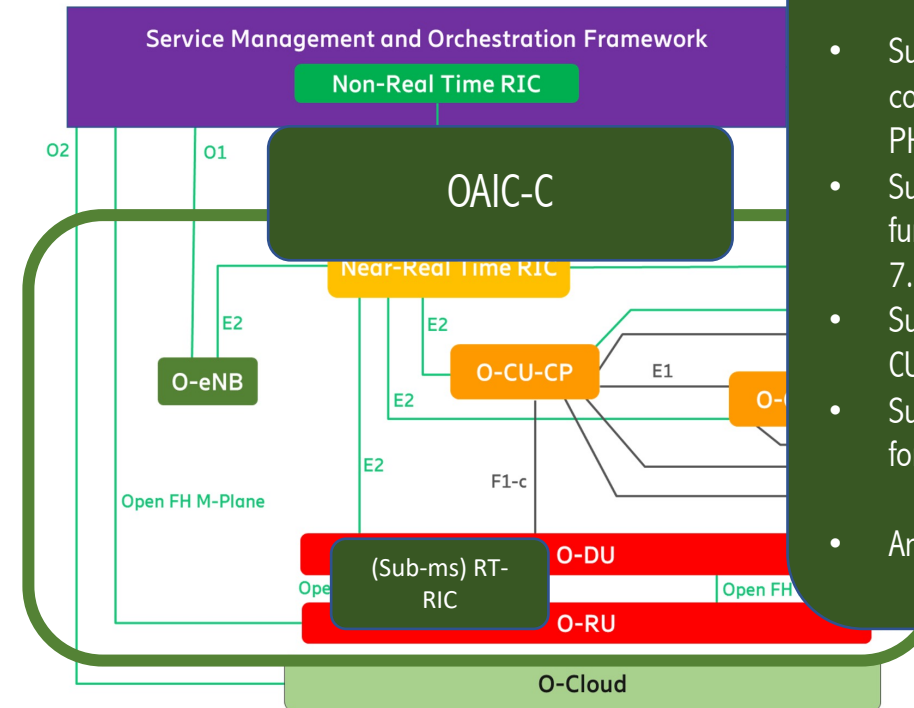 Service Management and Orchestration Framework
Non-Real Time RIC
O2
O1
OAIC-C
Near-Real Time RIC
E2
E2
O-eNB
O-CU-CP
E1
E2
E2
F1-c
Open FH M-Plane
O-DU
(Sub-ms) RT-
RIC
Open FH
O-RU
O-Cloud
•
•
7.
•
•
•